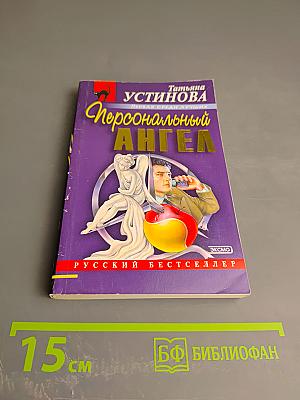 Татьяна
УСТИНОВА
ПЕРВАЯ СРЕДИ ЛУЧШИХ
Персональный
АНГЕЛ
ЭКСМО
РУССКИЙ БЕСТСЕЛЛЕР
15 см
БФ БИБЛИОФАН